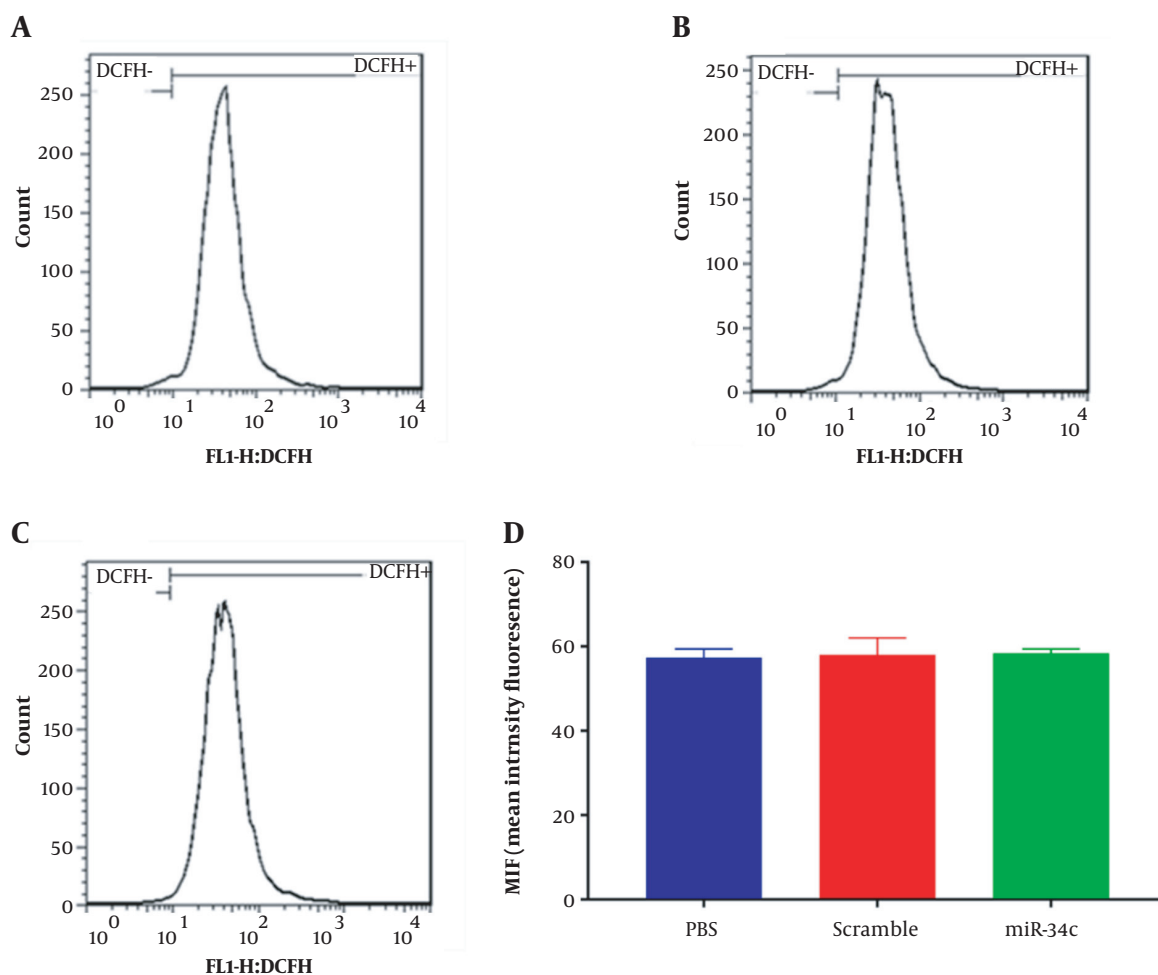 A
DCFH- DCFH+
250
200
150
100
50
0
Count
10^0 10^1 10^2 10^3 10^4
FL1-H:DCFH
B
DCFH- DCFH+
250
200
150
100
50
0
Count
10^0 10^1 10^2 10^3 10^4
FL1-H:DCFH
C
DCFH- DCFH+
250
200
150
100
50
0
Count
10^0 10^1 10^2 10^3 10^4
FL1-H:DCFH
D
80
60
40
20
0
MIF (mean intrnsity fluoresence)
PBS Scramble miR-34c